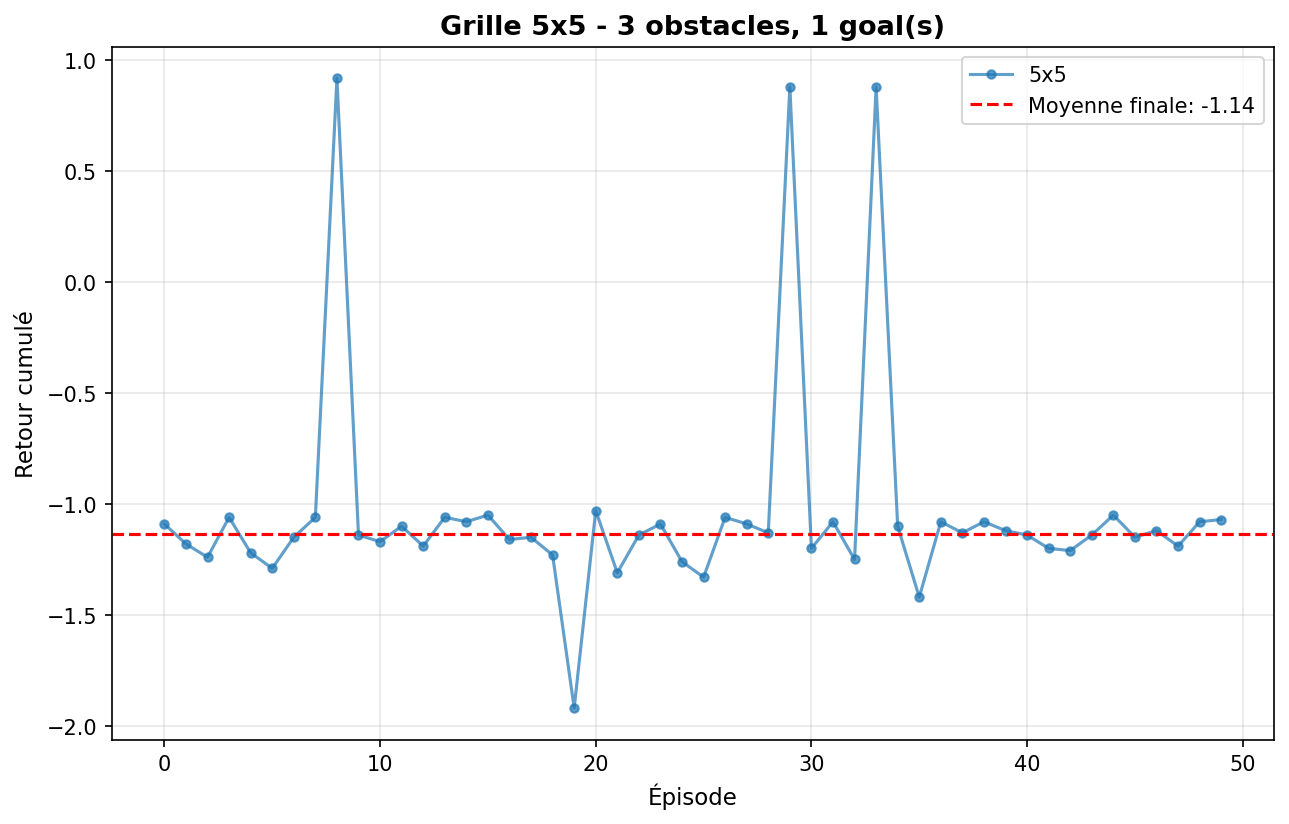 Grille 5x5 - 3 obstacles, 1 goal(s)
5x5
Moyenne finale: -1.14
Retour cumulé
1.0
0.5
0.0
−0.5
−1.0
−1.5
−2.0
0 10 20 30 40 50
Épisode